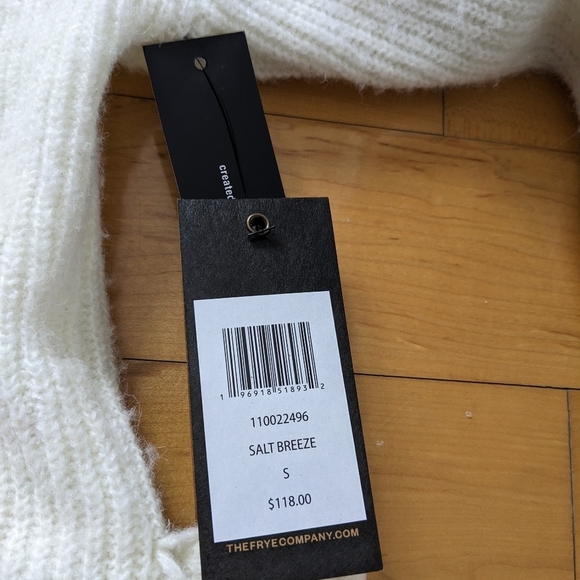 created
1 96918 51893 2
110022496
SALT BREEZE
S
$118.00
THEFRYECOMPANY.COM